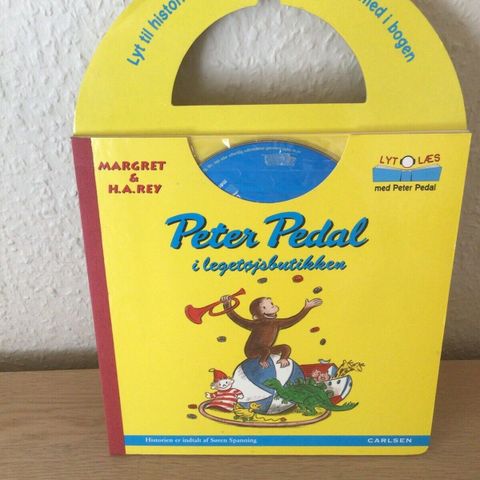 Lyt til histor
med i bogen
MARGRET
&
H.A.REY
LYT LÆS
med Peter Pedal
Peter Pedal
i legetøjsbutikken
Historien er indtalt af Søren Spanning
CARLSEN